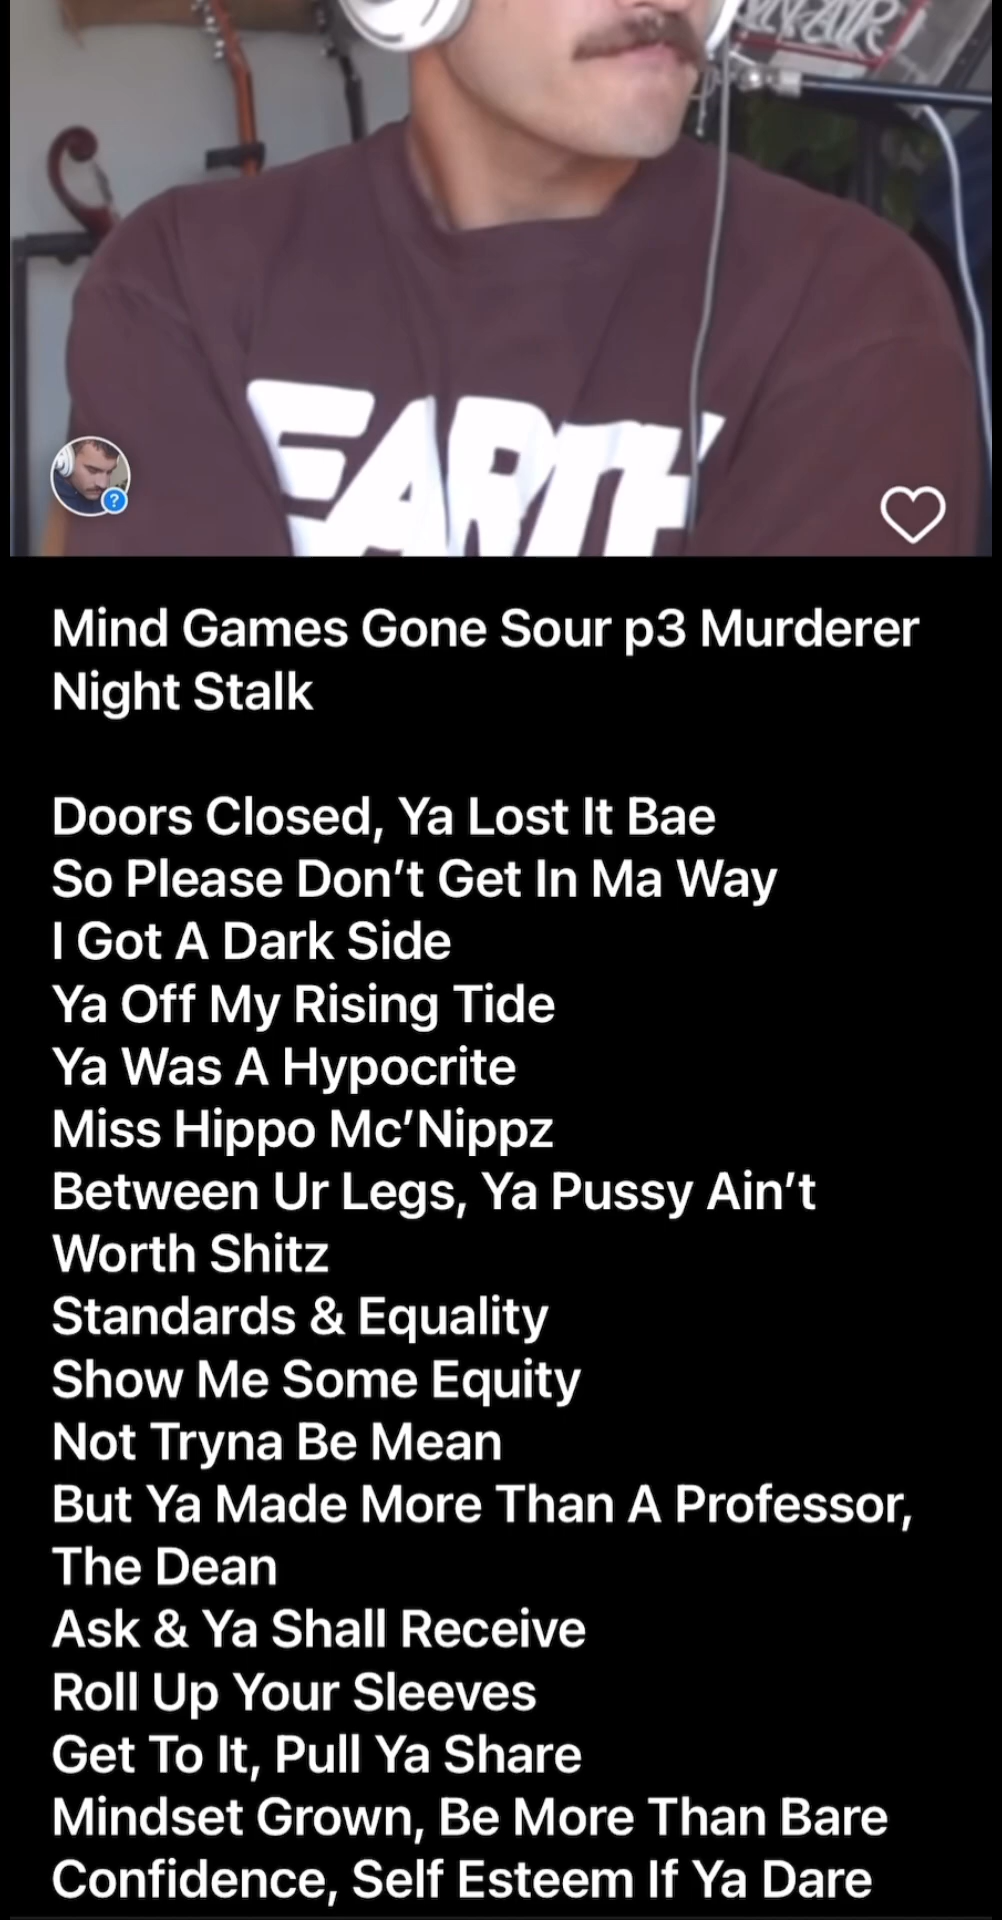 ON AIR
EARTH
?
Mind Games Gone Sour p3 Murderer
Night Stalk
Doors Closed, Ya Lost It Bae
So Please Don’t Get In Ma Way
I Got A Dark Side
Ya Off My Rising Tide
Ya Was A Hypocrite
Miss Hippo Mc’Nippz
Between Ur Legs, Ya Pussy Ain’t
Worth Shitz
Standards & Equality
Show Me Some Equity
Not Tryna Be Mean
But Ya Made More Than A Professor,
The Dean
Ask & Ya Shall Receive
Roll Up Your Sleeves
Get To It, Pull Ya Share
Mindset Grown, Be More Than Bare
Confidence, Self Esteem If Ya Dare